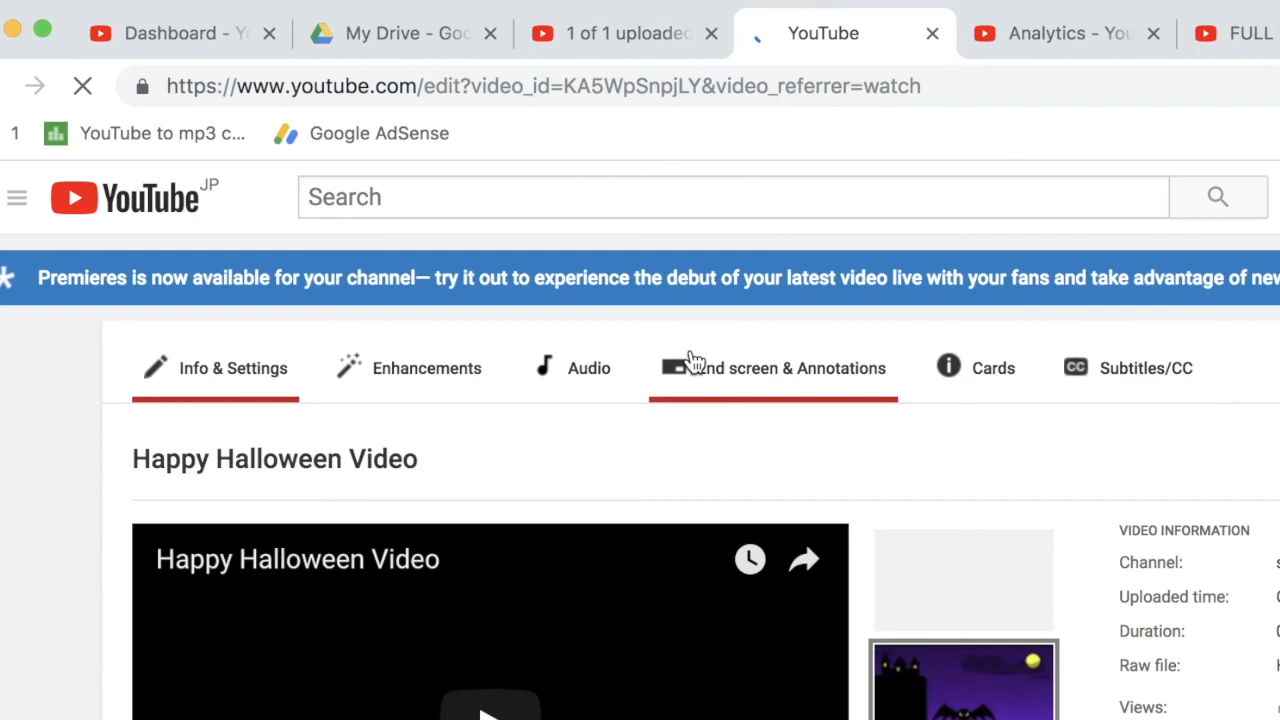 Dashboard - Yo
My Drive - Goo
1 of 1 uploaded
YouTube
Analytics - You
FULL
https://www.youtube.com/edit?video_id=KA5WpSnpjLY&video_referrer=watch
1
YouTube to mp3 c...
Google AdSense
YouTube JP
Search
Premieres is now available for your channel— try it out to experience the debut of your latest video live with your fans and take advantage of new
Info & Settings
Enhancements
Audio
nd screen & Annotations
Cards
CC Subtitles/CC
Happy Halloween Video
Happy Halloween Video
VIDEO INFORMATION
Channel:
Uploaded time:
Duration:
Raw file:
Views: